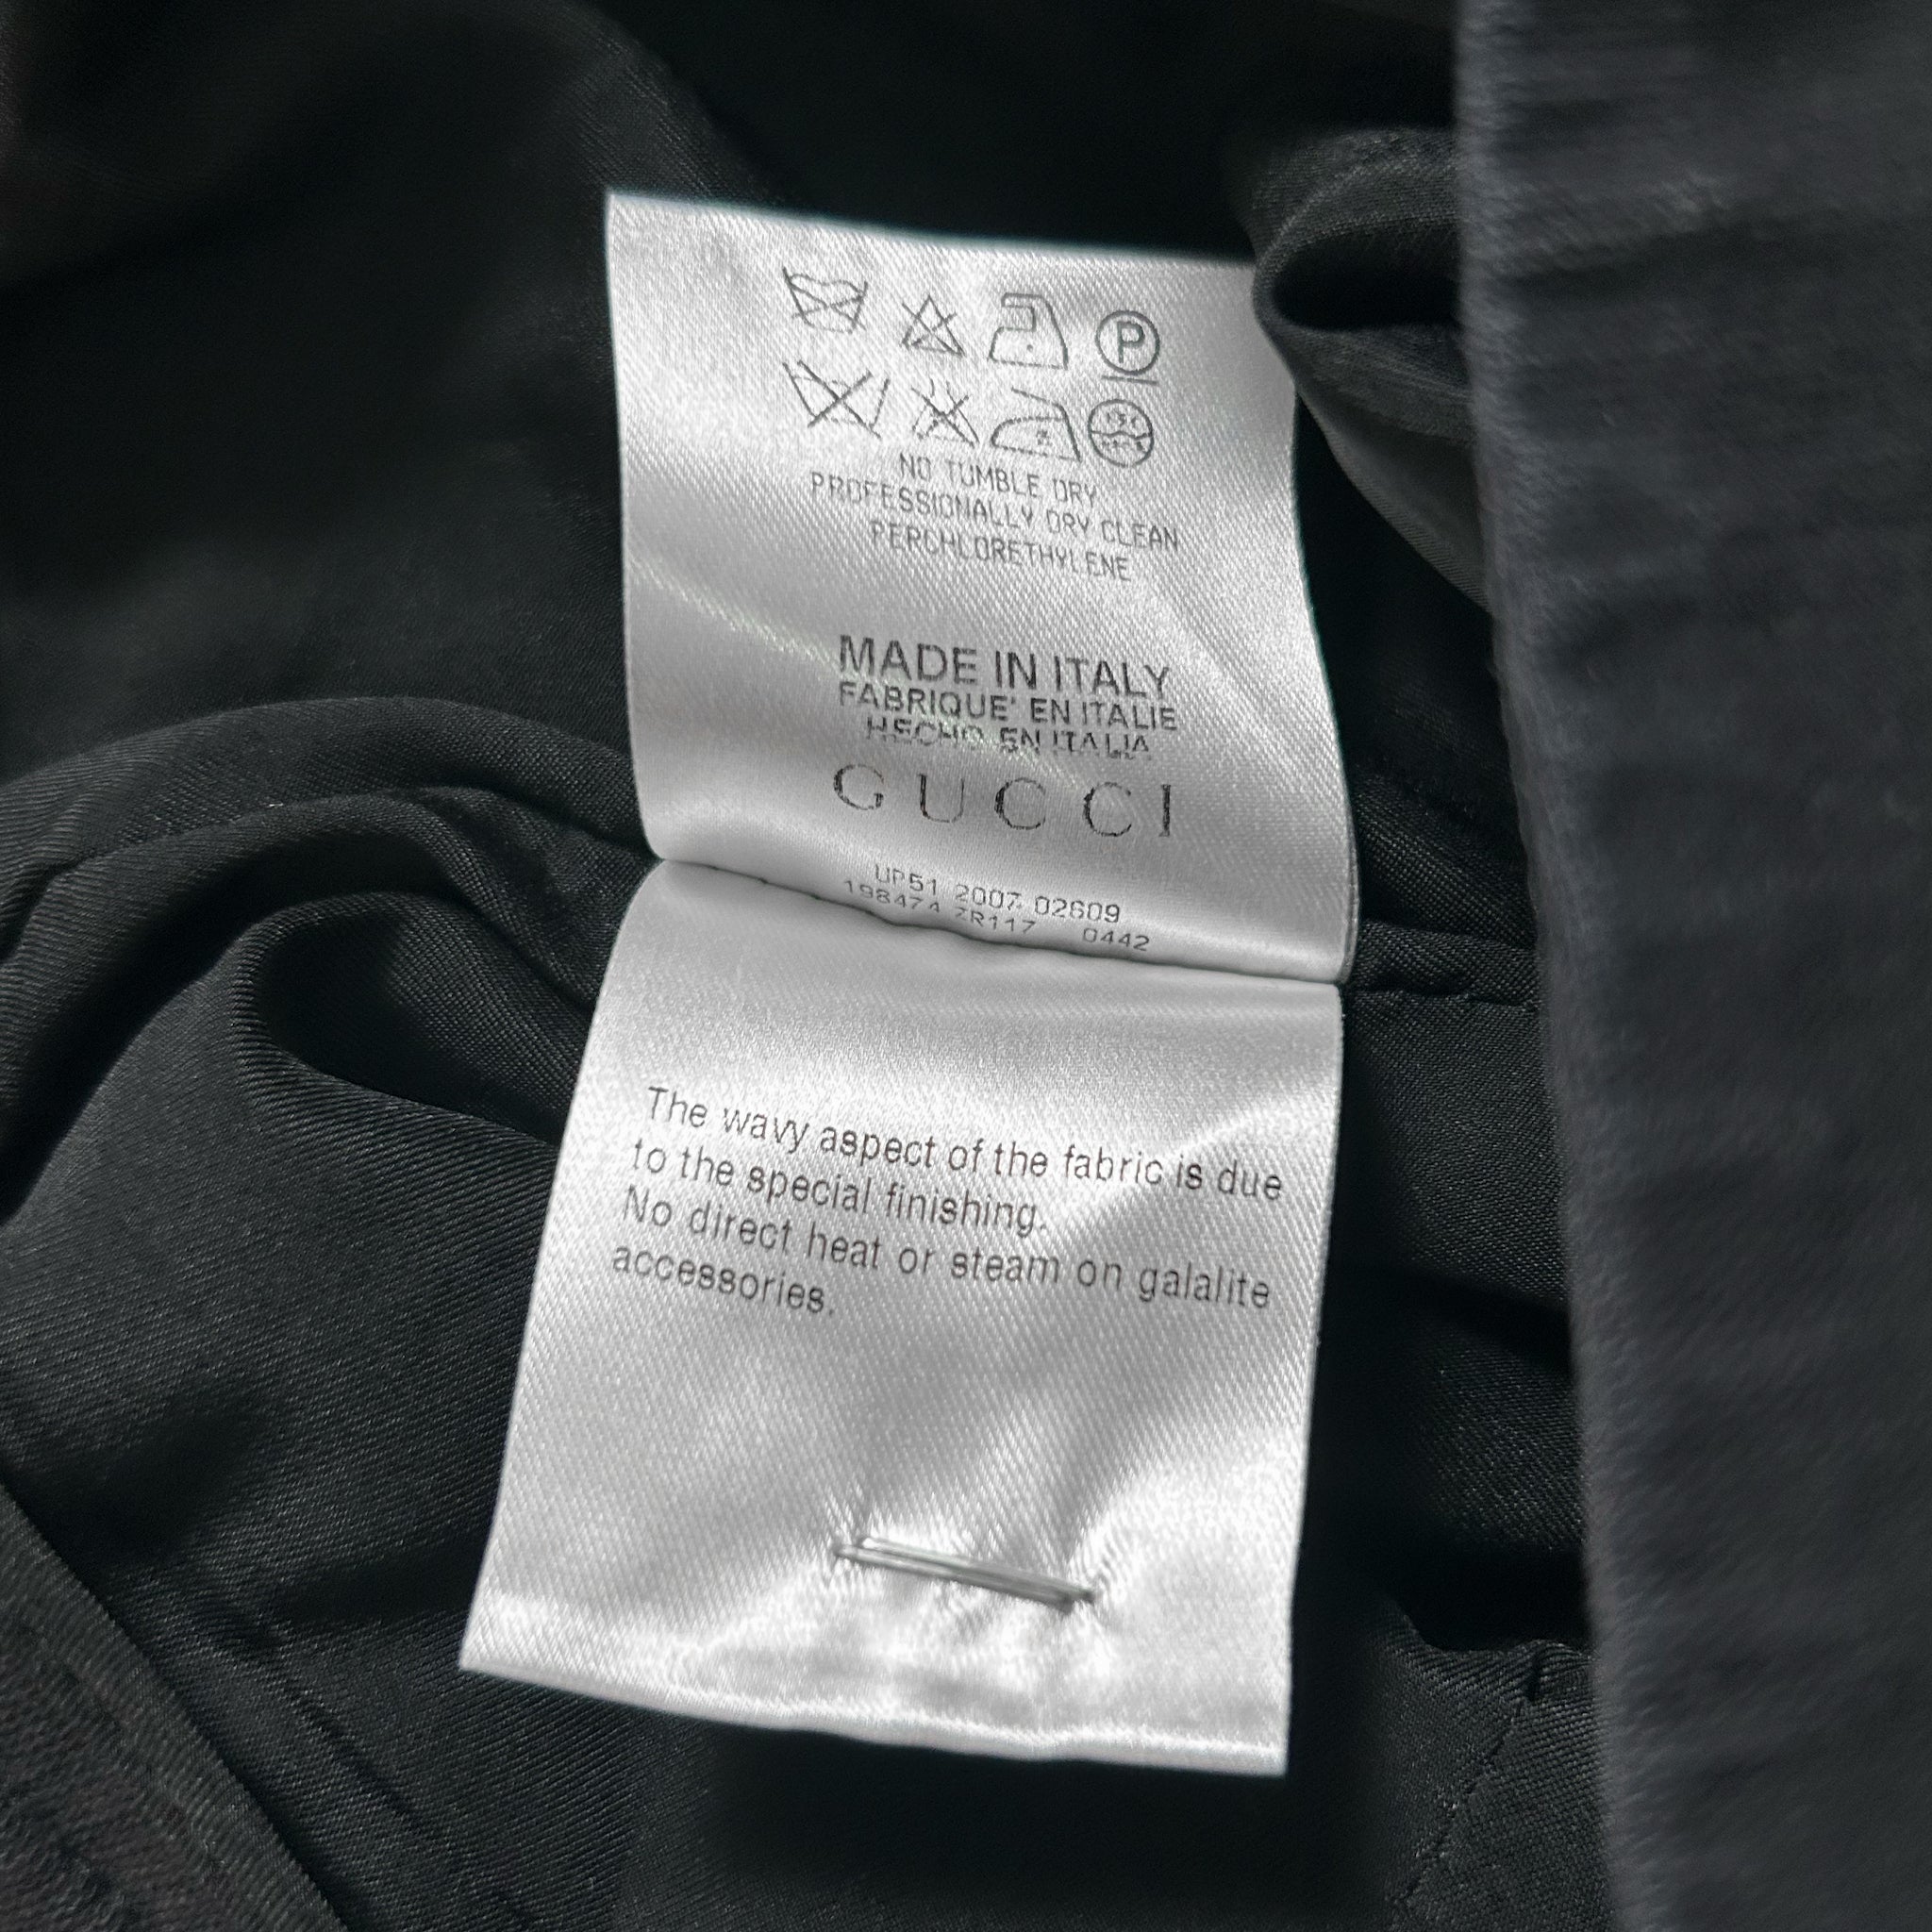 P
NO TUMBLE DRY
PROFESSIONALLY DRY CLEAN
PERCHLORETHYLENE
MADE IN ITALY
FABRIQUE' EN ITALIE
HECHO EN ITALIA
GUCCI
UP51 2007 02609
198474 ZR117 0442
The wavy aspect of the fabric is due
to the special finishing.
No direct heat or steam on galalite
accessories.